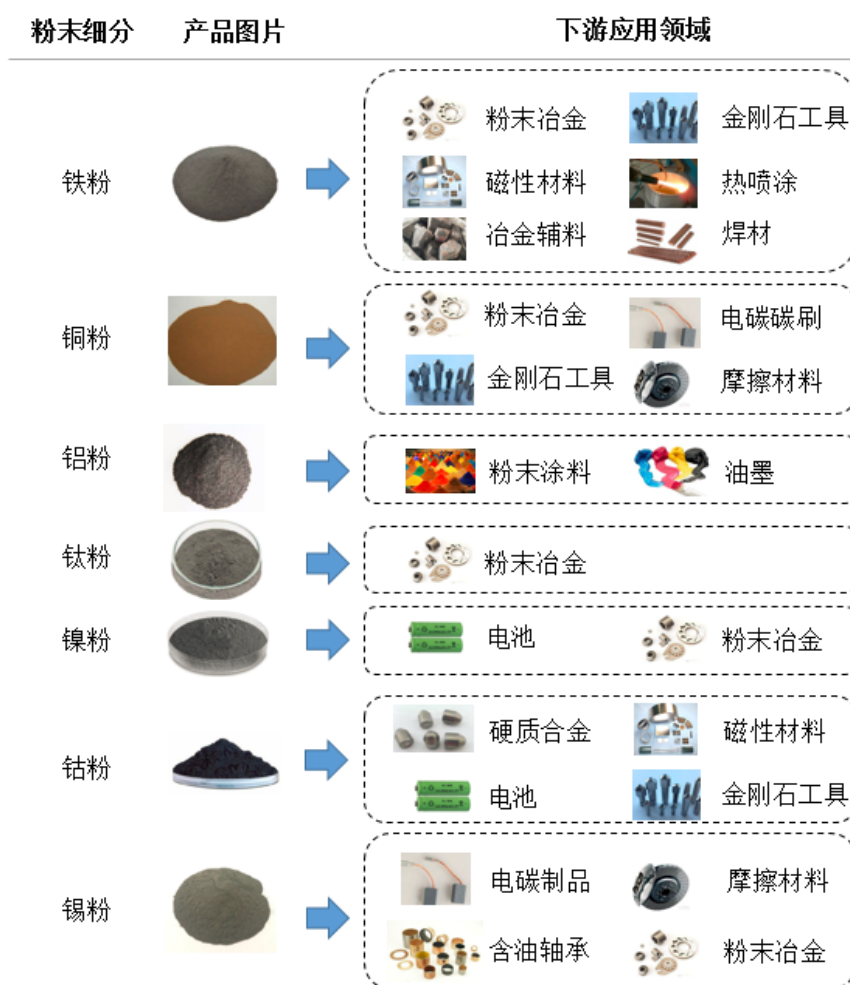 粉末细分 产品图片 下游应用领域
铁粉
粉末冶金 金刚石工具
磁性材料 热喷涂
冶金辅料 焊材
铜粉
粉末冶金 电碳碳刷
金刚石工具 摩擦材料
铝粉
粉末涂料 油墨
钛粉
粉末冶金
镍粉
电池 粉末冶金
钴粉
硬质合金 磁性材料
电池 金刚石工具
锡粉
电碳制品 摩擦材料
含油轴承 粉末冶金